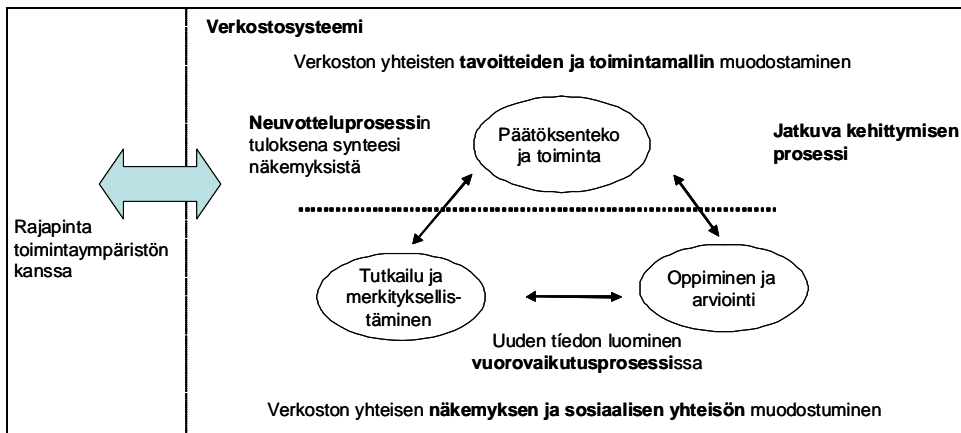 Verkostosysteemi
Verkoston yhteisten tavoitteiden ja toimintamallin muodostaminen
Neuvotteluprosessin
tuloksena synteesi
näkemyksistä
Päätöksenteko
ja toiminta
Jatkuva kehittymisen
prosessi
Rajapinta
toimintaympäristön
kanssa
Tutkailu ja
merkityksellis-
täminen
Oppiminen ja
arviointi
Uuden tíedon luominen
vuorovaikutusprosessissa
Verkoston yhteisen näkemyksen ja sosiaalisen yhteisön muodostuminen